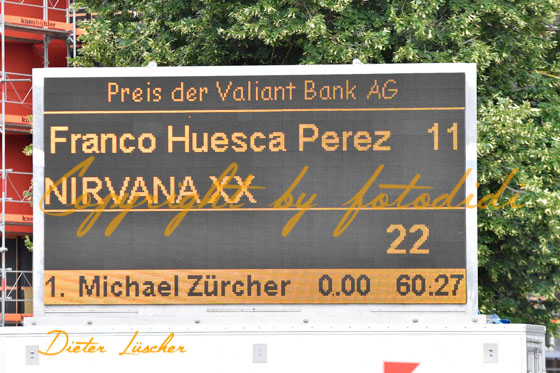 Preis der Valiant Bank AG
Franco Huesca Perez 11
NIRVANA XX
Copyright by fotodidi
22
1. Michael Zürcher 0.00 60.27
Dieter Lüscher